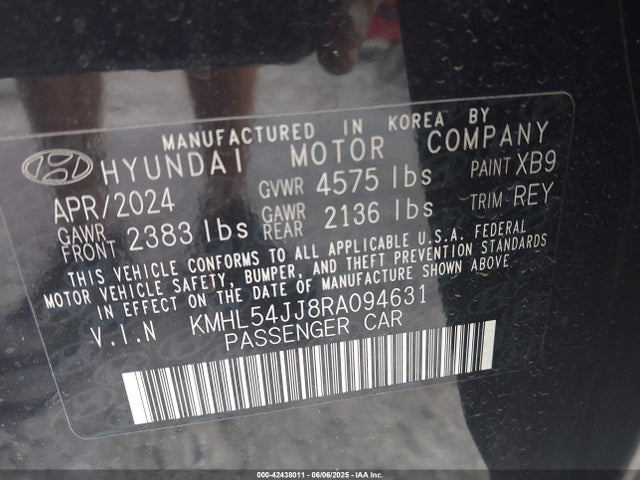 MANUFACTURED IN KOREA BY
HYUNDAI MOTOR COMPANY
APR/2024 GVWR 4575 lbs PAINT XB9
GAWR FRONT 2383 lbs GAWR REAR 2136 lbs TRIM REY
THIS VEHICLE CONFORMS TO ALL APPLICABLE U.S.A. FEDERAL
MOTOR VEHICLE SAFETY, BUMPER, AND THEFT PREVENTION STANDARDS
IN EFFECT ON THE DATE OF MANUFACTURE SHOWN ABOVE
V.I.N KMHL54JJ8RA094631
PASSENGER CAR
000-42438011 - 06/06/2025 - IAA Inc.